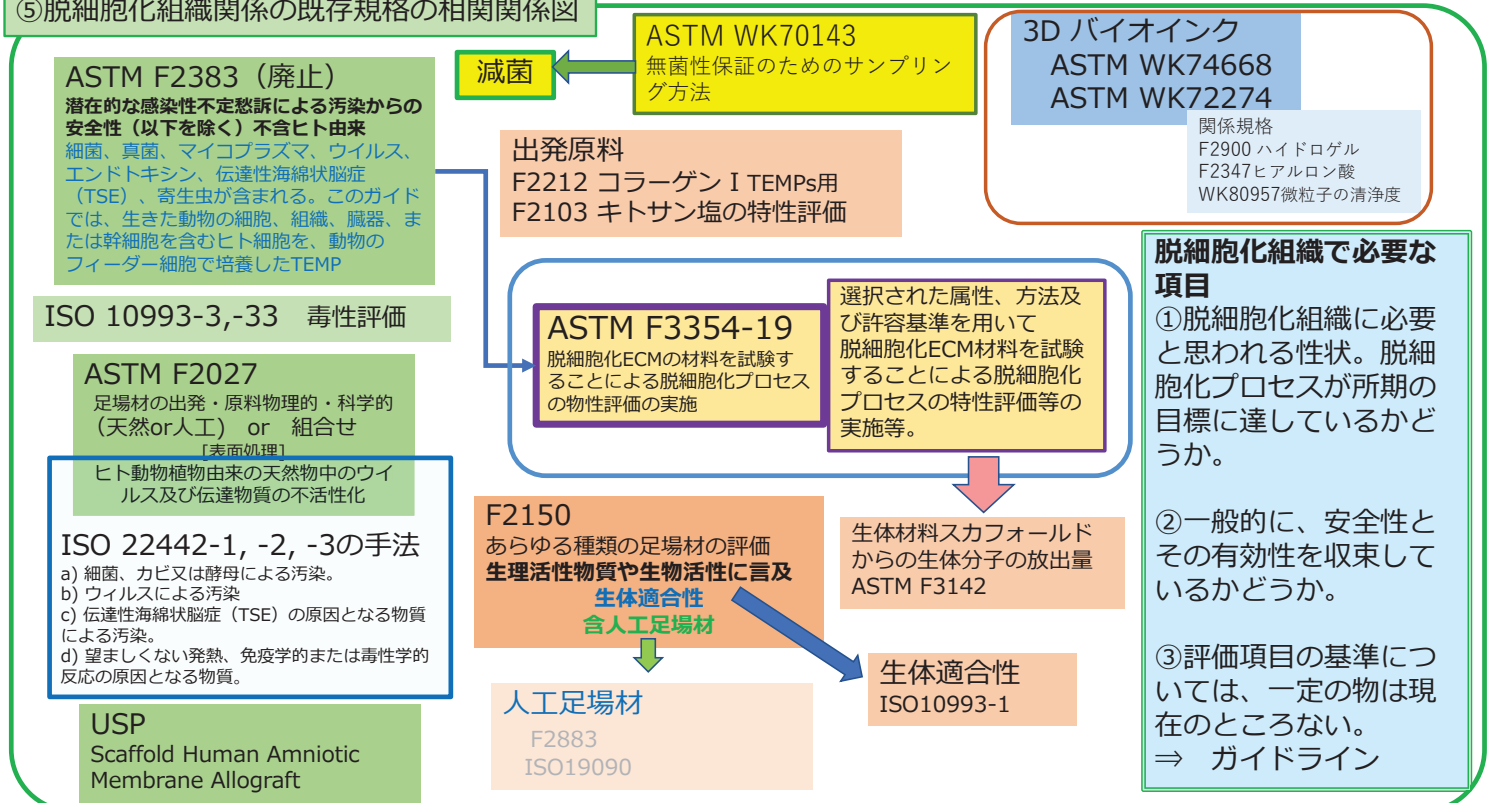 ⑤脱細胞化組織関係の既存規格の相関関係図
ASTM F2383（廃止）
潜在的な感染性不定愁訴による汚染からの
安全性（以下を除く）不含ヒト由来
細菌、真菌、マイコプラズマ、ウイルス、
エンドトキシン、伝達性海綿状脳症
（TSE）、寄生虫が含まれる。このガイド
では、生きた動物の細胞、組織、臓器、ま
たは幹細胞を含むヒト細胞を、動物の
フィーダー細胞で培養したTEMP
ISO 10993-3,-33　毒性評価
ASTM F2027
足場材の出発・原料物理的・科学的
（天然or人工） or　組合せ
[表面処理]
ヒト動物植物由来の天然物中のウイ
ルス及び伝達物質の不活性化
ISO 22442-1, -2, -3の手法
a) 細菌、カビ又は酵母による汚染。
b) ウィルスによる汚染
c) 伝達性海綿状脳症（TSE）の原因となる物質
による汚染。
d) 望ましくない発熱、免疫学的または毒性学的
反応の原因となる物質。
USP
Scaffold Human Amniotic
Membrane Allograft
滅菌
ASTM WK70143
無菌性保証のためのサンプリン
グ方法
出発原料
F2212 コラーゲン I TEMPs用
F2103 キトサン塩の特性評価
ASTM F3354-19
脱細胞化ECMの材料を試験す
ることによる脱細胞化プロセス
の物性評価の実施
選択された属性、方法及
び許容基準を用いて
脱細胞化ECM材料を試験
することによる脱細胞化
プロセスの特性評価等の
実施等。
F2150
あらゆる種類の足場材の評価
生理活性物質や生物活性に言及
生体適合性
含人工足場材
人工足場材
F2883
ISO19090
生体材料スカフォールド
からの生体分子の放出量
ASTM F3142
生体適合性
ISO10993-1
3D バイオインク
ASTM WK74668
ASTM WK72274
関係規格
F2900 ハイドロゲル
F2347ヒアルロン酸
WK80957微粒子の清浄度
脱細胞化組織で必要な
項目
①脱細胞化組織に必要
と思われる性状。脱細
胞化プロセスが所期の
目標に達しているかど
うか。
②一般的に、安全性と
その有効性を収束して
いるかどうか。
③評価項目の基準につ
いては、一定の物は現
在のところない。
⇒　ガイドライン